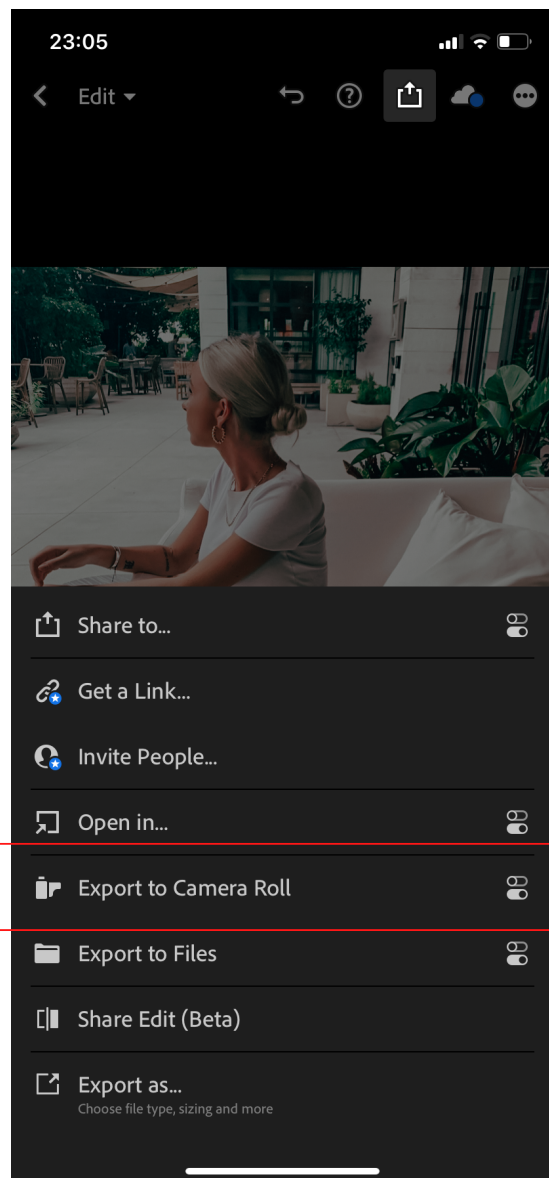 23:05
Edit
Share to...
Get a Link...
Invite People...
Open in...
Export to Camera Roll
Export to Files
Share Edit (Beta)
Export as...
Choose file type, sizing and more